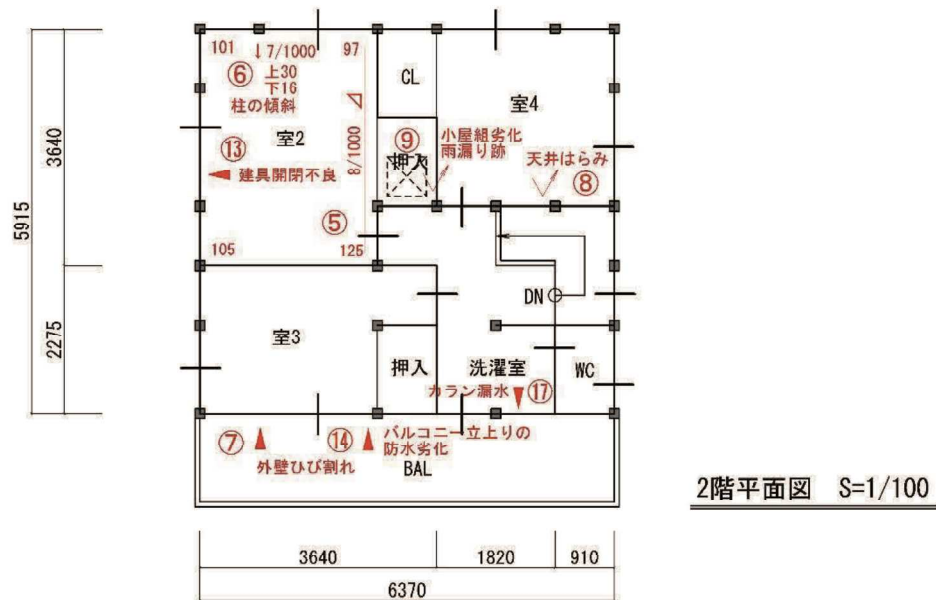 101 ↓7/1000 97
⑥ 上30
下16
柱の傾斜
CL
室4
室2
8/1000
⑨
押入
小屋組劣化
雨漏り跡
天井はらみ
⑧
⑬
建具開閉不良
⑤
105 125
3640
5915
2275
DN
室3
押入
洗濯室
WC
カラン漏水
⑰
⑦
外壁ひび割れ
⑭
バルコニー立上りの
防水劣化
BAL
2階平面図 S=1/100
3640 1820 910
6370